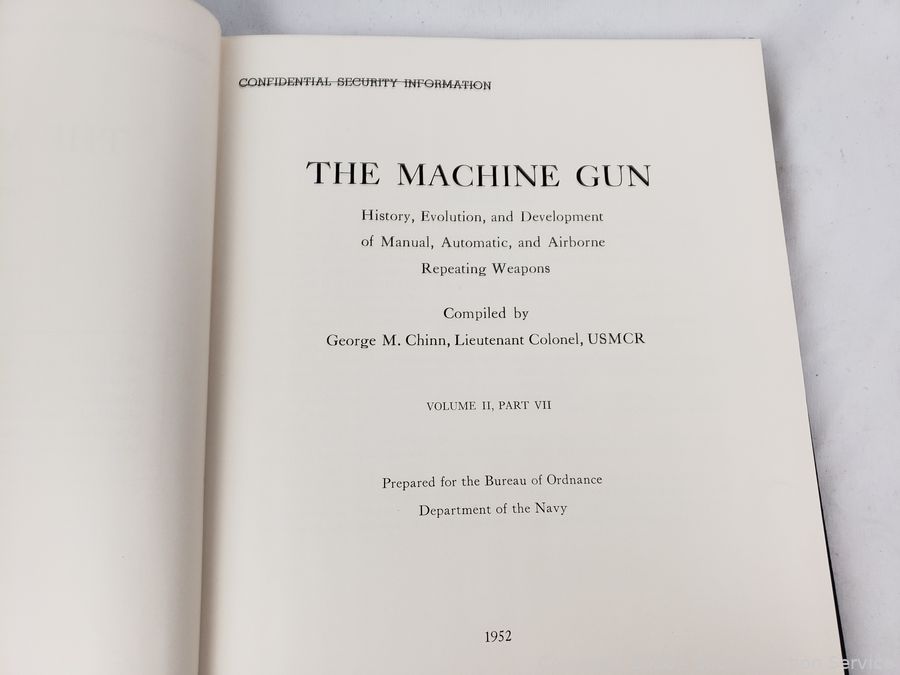 CONFIDENTIAL SECURITY INFORMATION
THE MACHINE GUN
History, Evolution, and Development
of Manual, Automatic, and Airborne
Repeating Weapons
Compiled by
George M. Chinn, Lieutenant Colonel, USMCR
VOLUME II, PART VII
Prepared for the Bureau of Ordnance
Department of the Navy
1952
Service